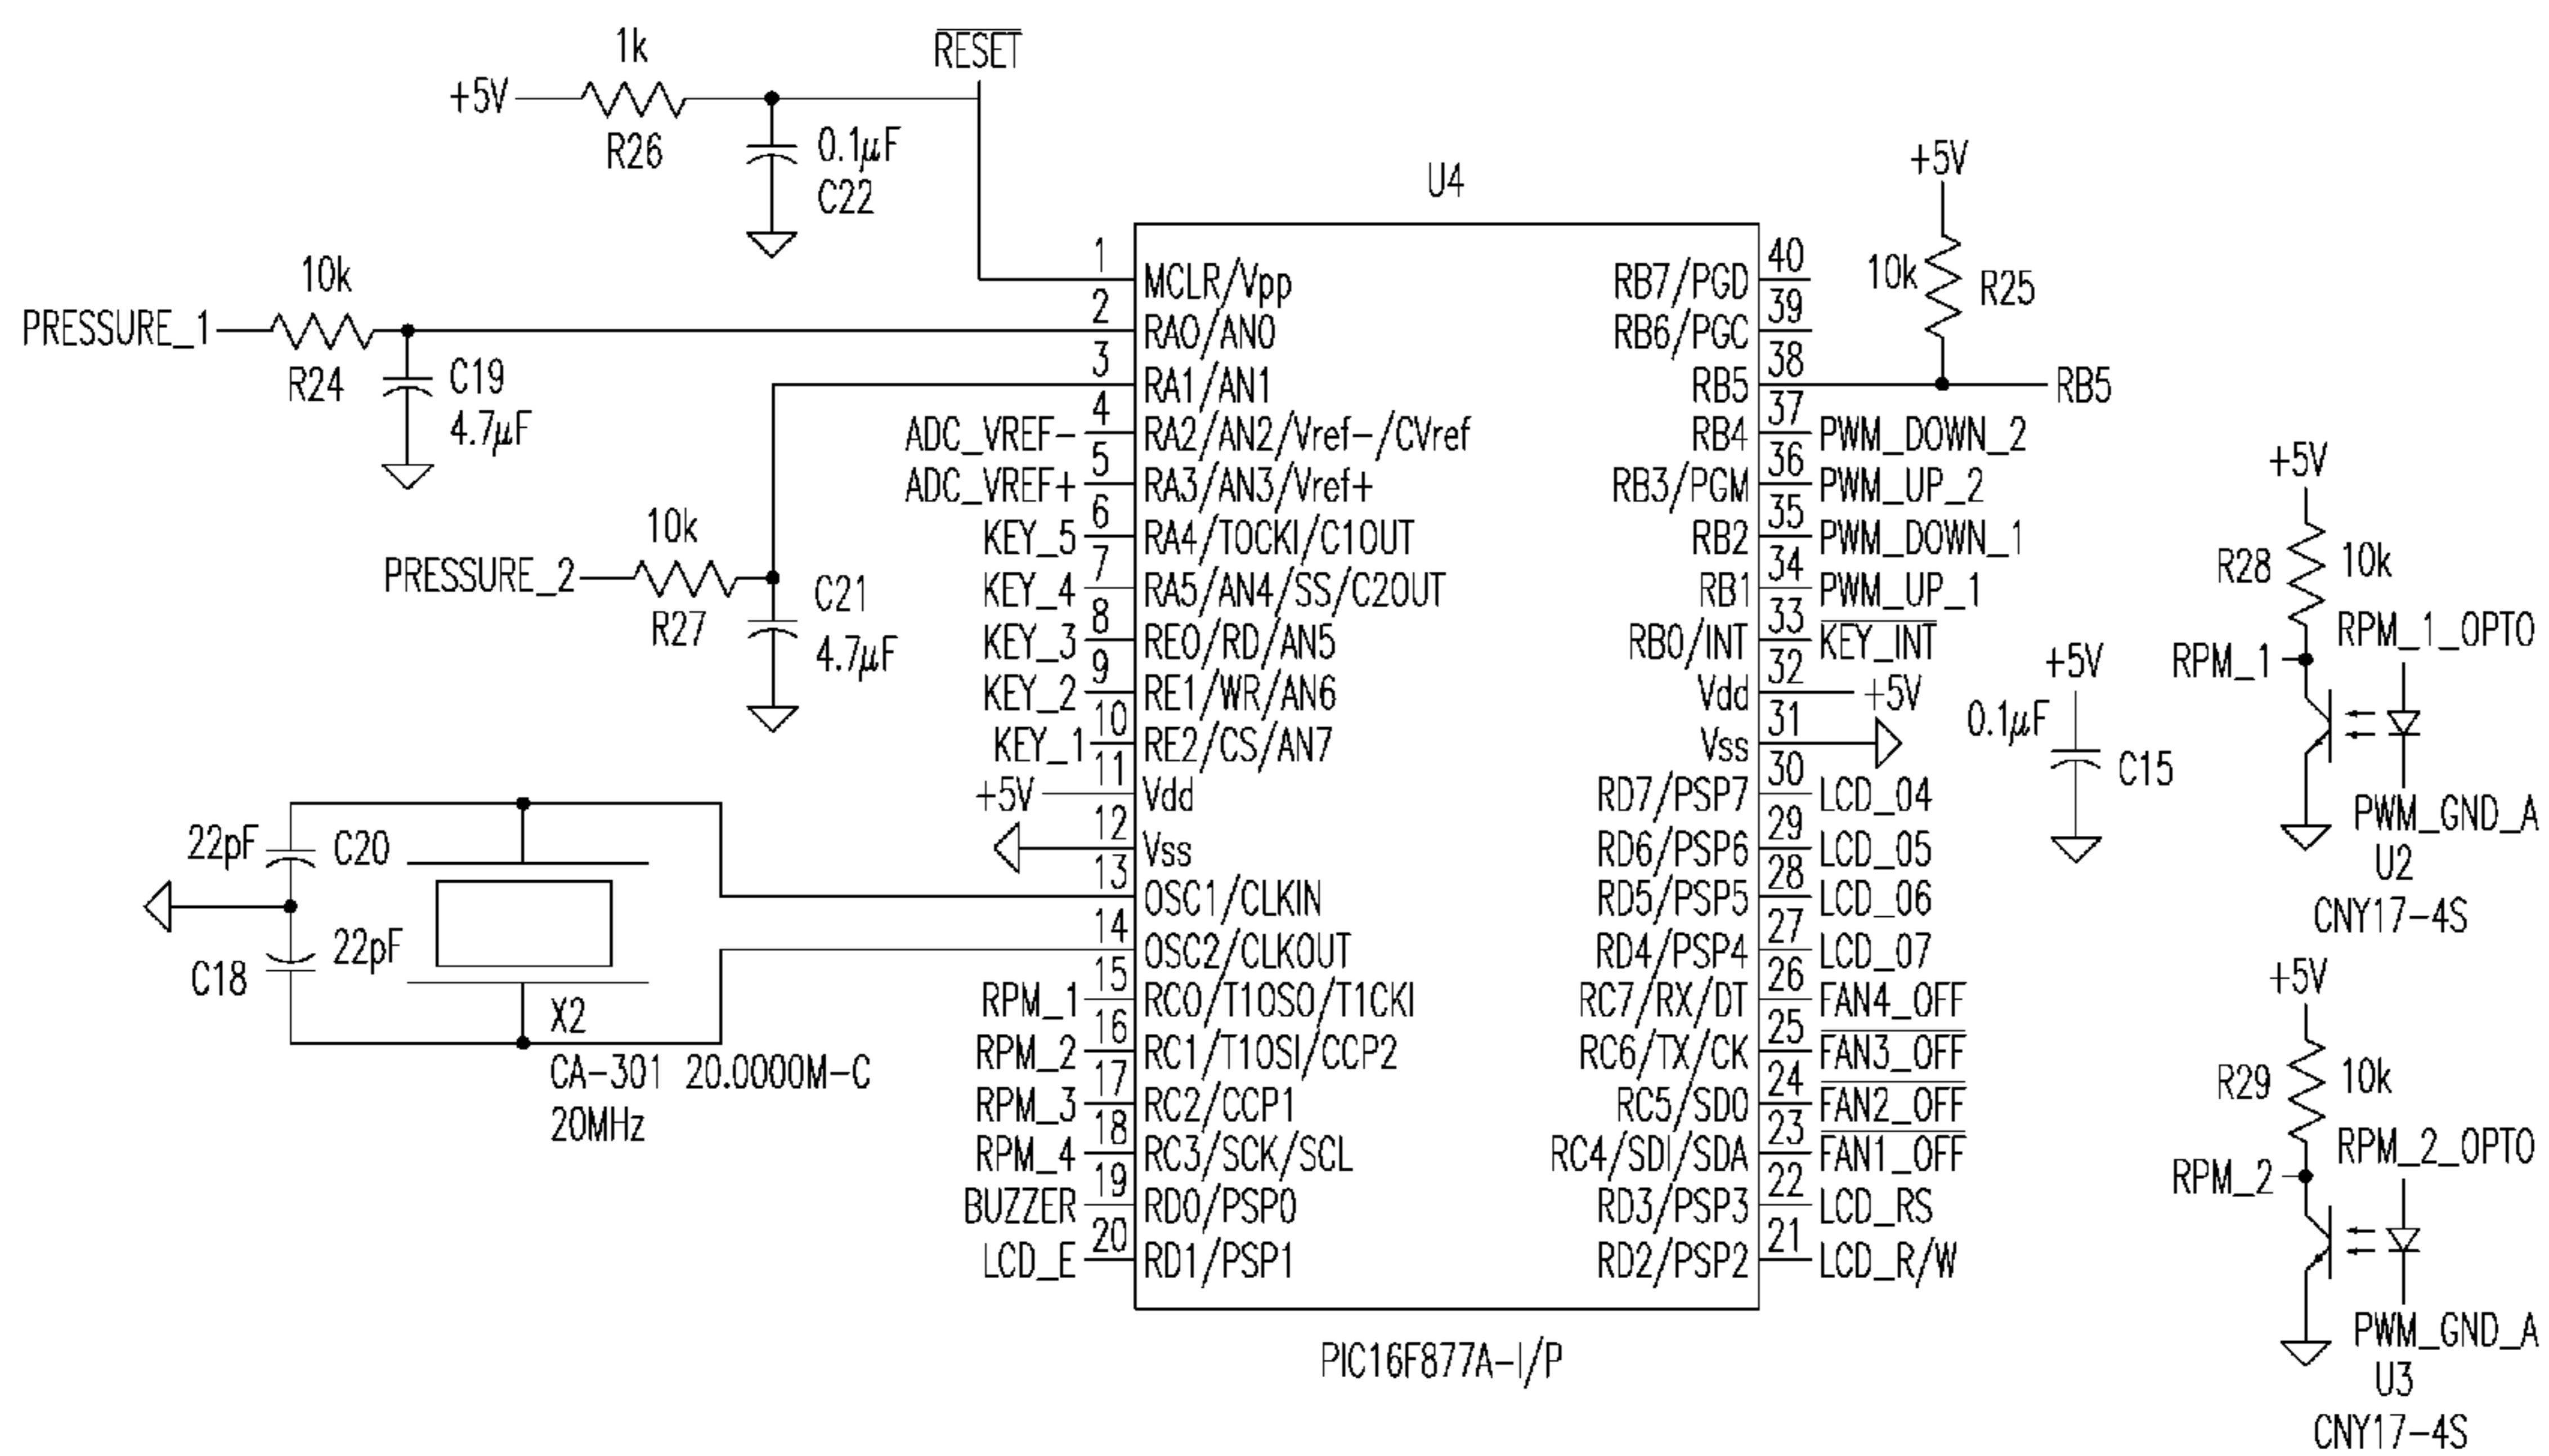 1k
RESET
+5V
R26
0.1µF
C22
U4
+5V
10k
R25
10k
PRESSURE_1
R24
C19
4.7µF
1 MCLR/Vpp
2 RA0/AN0
3 RA1/AN1
ADC_VREF- 4 RA2/AN2/Vref-/CVref
ADC_VREF+ 5 RA3/AN3/Vref+
KEY_5 6 RA4/TOCKI/C1OUT
KEY_4 7 RA5/AN4/SS/C2OUT
KEY_3 8 RE0/RD/AN5
KEY_2 9 RE1/WR/AN6
KEY_1 10 RE2/CS/AN7
+5V 11 Vdd
12 Vss
13 OSC1/CLKIN
14 OSC2/CLKOUT
RPM_1 15 RC0/T1OSO/T1CKI
RPM_2 16 RC1/T1OSI/CCP2
RPM_3 17 RC2/CCP1
RPM_4 18 RC3/SCK/SCL
BUZZER 19 RD0/PSP0
LCD_E 20 RD1/PSP1
10k
PRESSURE_2
R27
C21
4.7µF
22pF
C20
C18
22pF
X2
CA-301 20.0000M-C
20MHz
RB7/PGD 40
RB6/PGC 39
RB5 38 RB5
RB4 37 PWM_DOWN_2
RB3/PGM 36 PWM_UP_2
RB2 35 PWM_DOWN_1
RB1 34 PWM_UP_1
RB0/INT 33 KEY_INT
Vdd 32 +5V
Vss 31
RD7/PSP7 30 LCD_04
RD6/PSP6 29 LCD_05
RD5/PSP5 28 LCD_06
RD4/PSP4 27 LCD_07
RC7/RX/DT 26 FAN4_OFF
RC6/TX/CK 25 FAN3_OFF
RC5/SDO 24 FAN2_OFF
RC4/SDI/SDA 23 FAN1_OFF
RD3/PSP3 22 LCD_RS
RD2/PSP2 21 LCD_R/W
PIC16F877A-I/P
+5V
0.1µF
C15
+5V
R28
10k
RPM_1_OPTO
RPM_1
PWM_GND_A
U2
CNY17-4S
+5V
R29
10k
RPM_2_OPTO
RPM_2
PWM_GND_A
U3
CNY17-4S